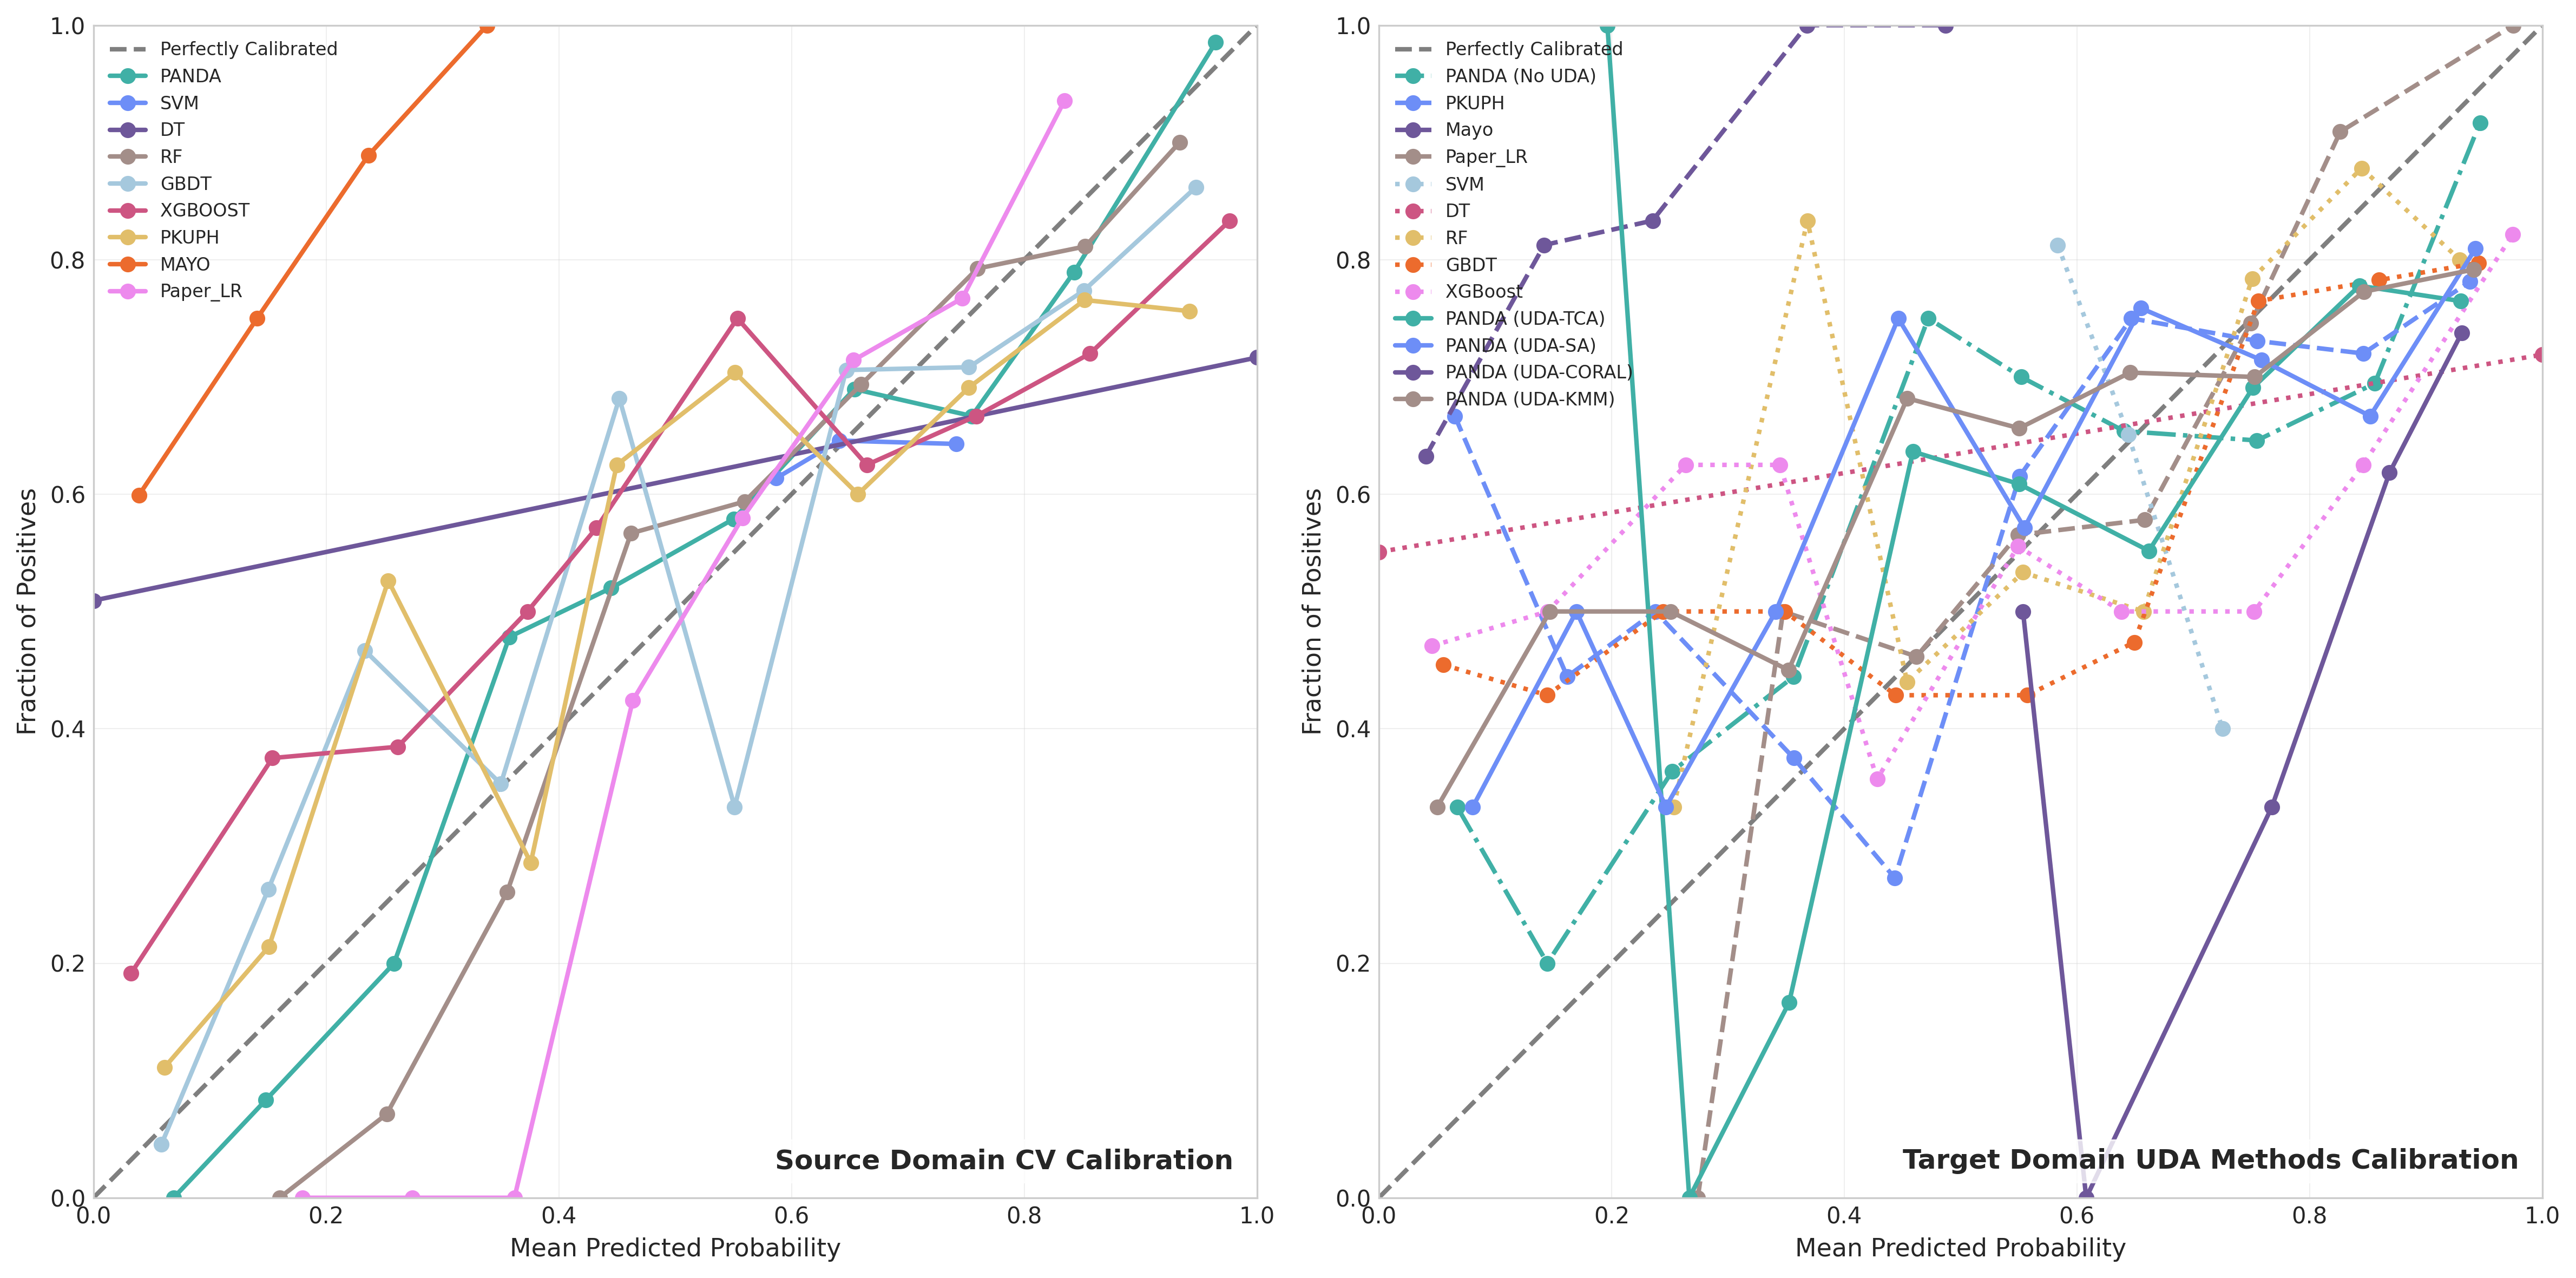 1.0
0.8
0.6
0.4
0.2
0.0
Fraction of Positives
Perfectly Calibrated
PANDA
SVM
DT
RF
GBDT
XGBOOST
PKUPH
MAYO
Paper_LR
Source Domain CV Calibration
0.0 0.2 0.4 0.6 0.8 1.0
Mean Predicted Probability
1.0
0.8
0.6
0.4
0.2
0.0
Fraction of Positives
Perfectly Calibrated
PANDA (No UDA)
PKUPH
Mayo
Paper_LR
SVM
DT
RF
GBDT
XGBoost
PANDA (UDA-TCA)
PANDA (UDA-SA)
PANDA (UDA-CORAL)
PANDA (UDA-KMM)
Target Domain UDA Methods Calibration
0.0 0.2 0.4 0.6 0.8 1.0
Mean Predicted Probability